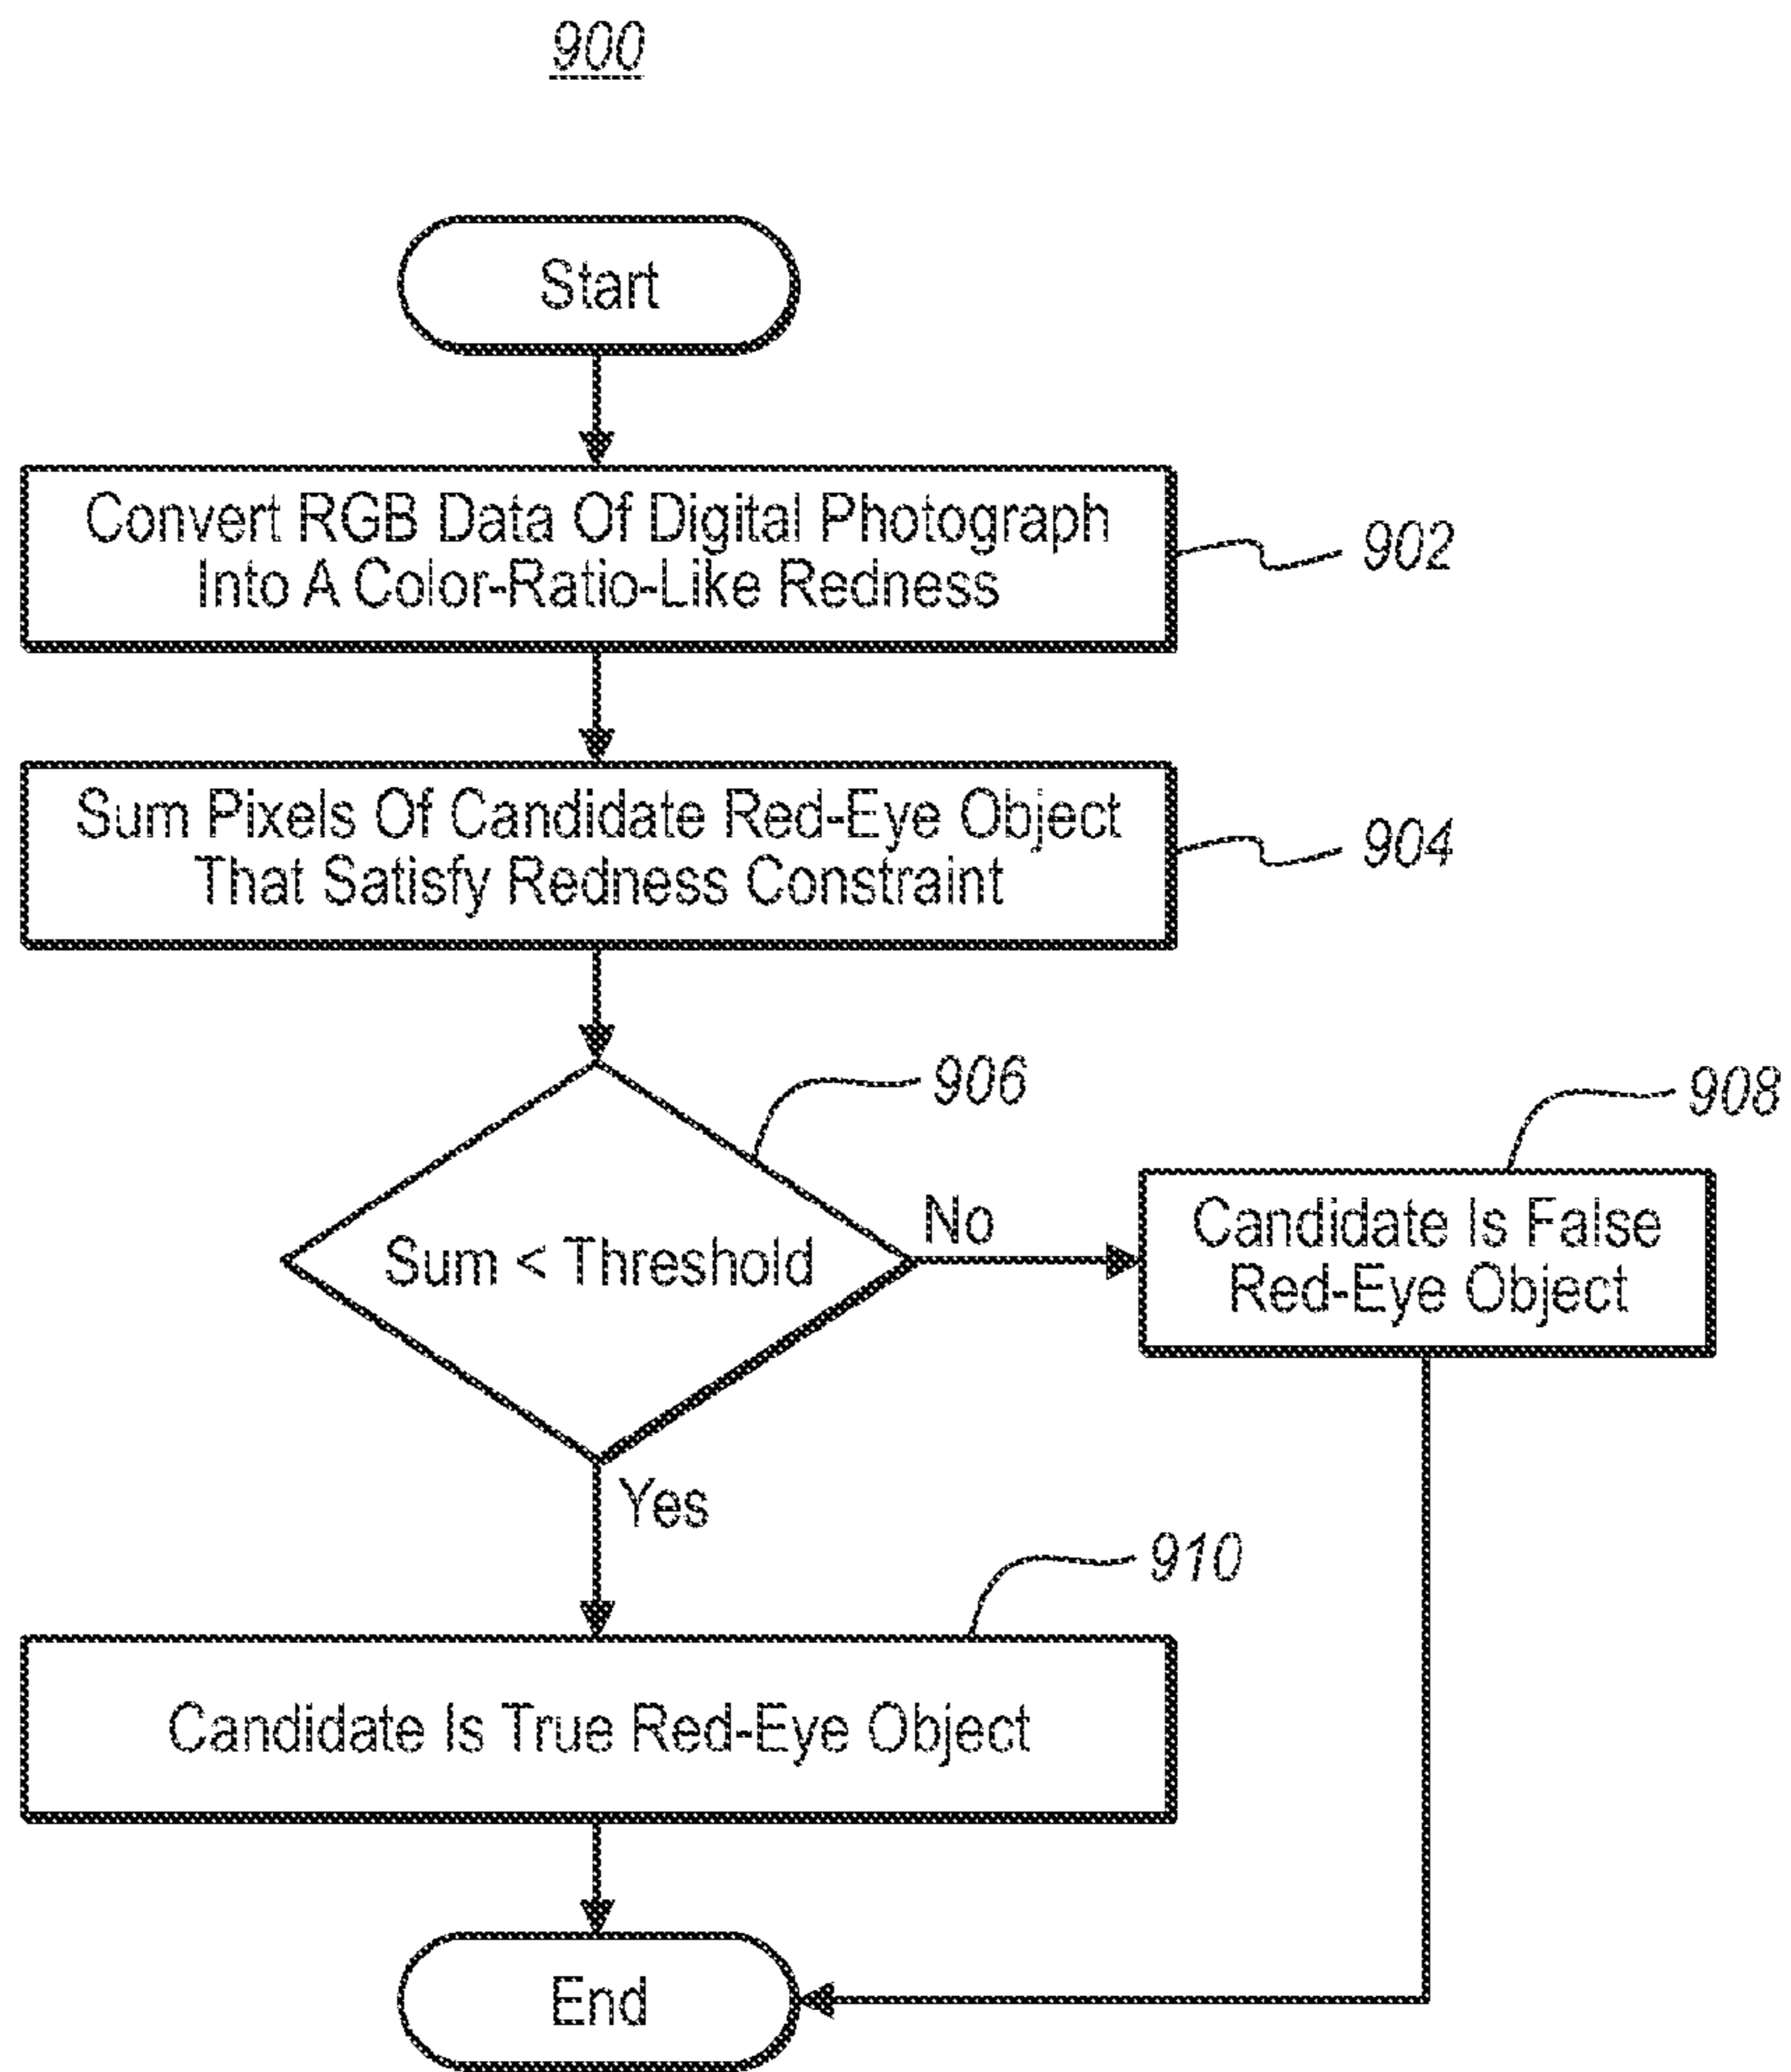 900
Start
Convert RGB Data Of Digital Photograph
Into A Color-Ratio-Like Redness
902
Sum Pixels Of Candidate Red-Eye Object
That Satisfy Redness Constraint
904
906
908
Sum < Threshold
No
Candidate Is False
Red-Eye Object
Yes
910
Candidate Is True Red-Eye Object
End